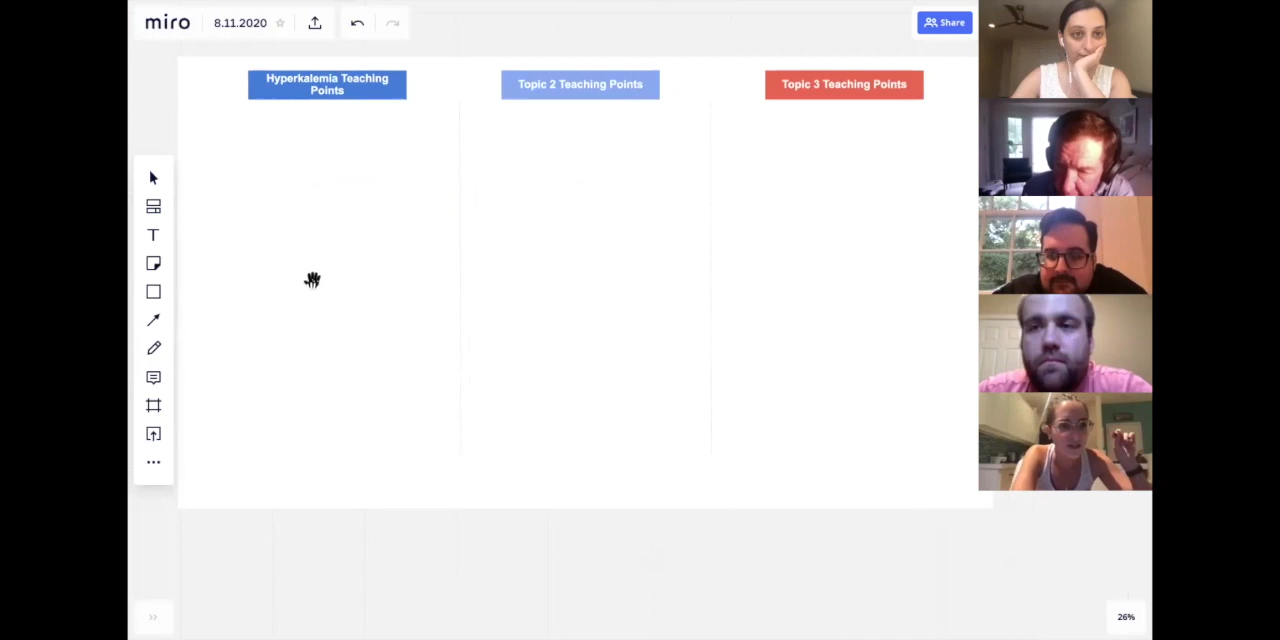 miro
8.11.2020
Share
Hyperkalemia Teaching
Points
Topic 2 Teaching Points
Topic 3 Teaching Points
T
26%